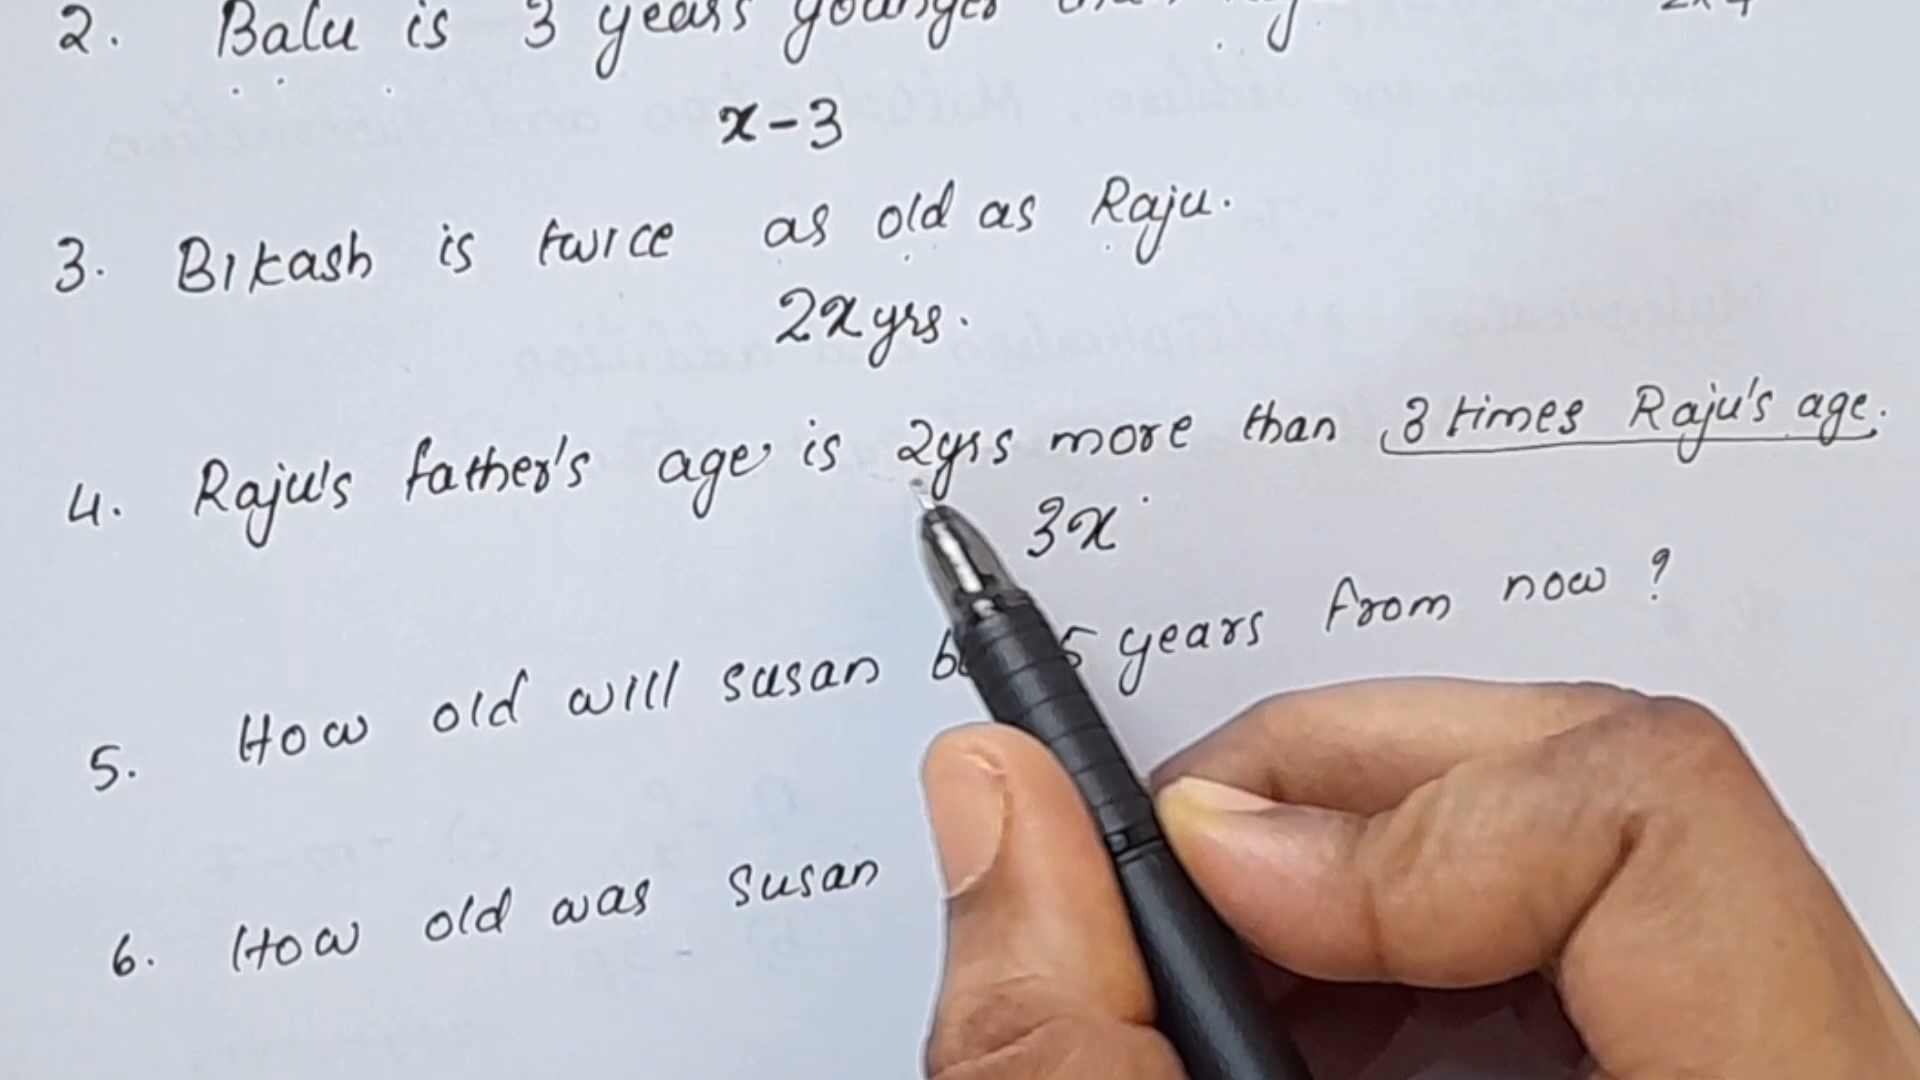 2. Balu is 3 years younger
x-3
3. Bikash is twice as old as Raju.
2x yrs.
4. Raju's father's age is 2yrs more than 3 times Raju's age.
3x
5. How old will susan 5 years from now ?
6. How old was Susan